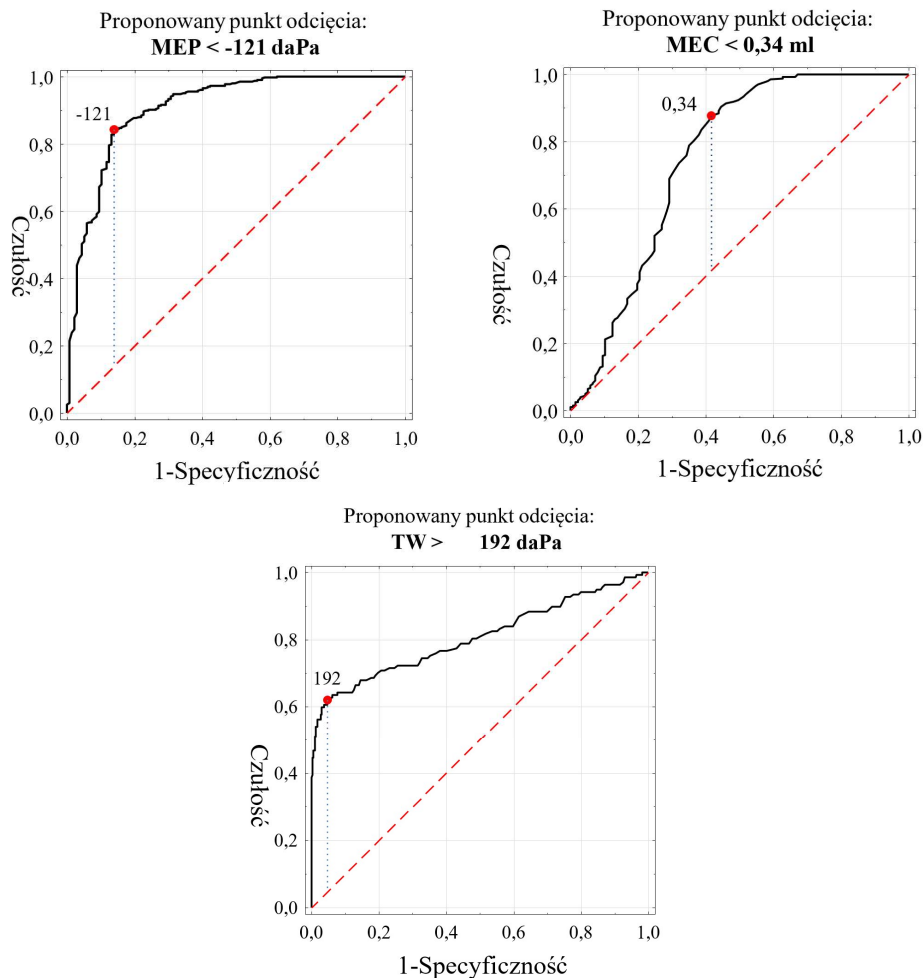 Proponowany punkt odcięcia:
MEP < -121 daPa
1,0
0,8
0,6
0,4
0,2
0,0
-121
Czułość
0,0 0,2 0,4 0,6 0,8 1,0
1-Specyficzność
Proponowany punkt odcięcia:
MEC < 0,34 ml
1,0
0,8
0,6
0,4
0,2
0,0
0,34
Czułość
0,0 0,2 0,4 0,6 0,8 1,0
1-Specyficzność
Proponowany punkt odcięcia:
TW > 192 daPa
1,0
0,8
0,6
0,4
0,2
0,0
192
Czułość
0,0 0,2 0,4 0,6 0,8 1,0
1-Specyficzność